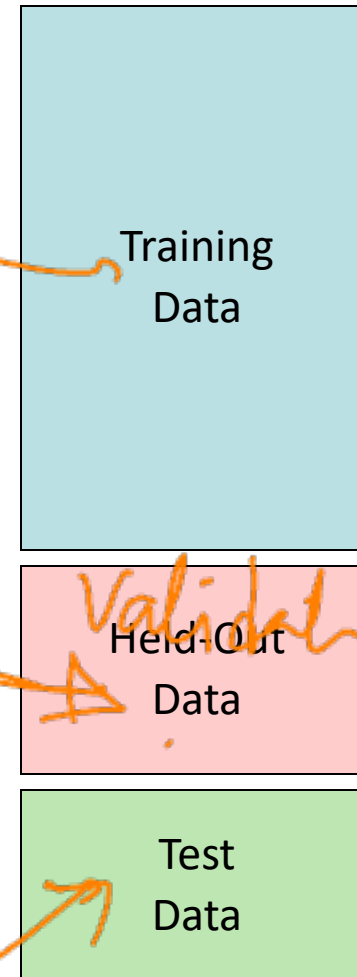 Training
Data
Validat
Held-Out
Data
Test
Data